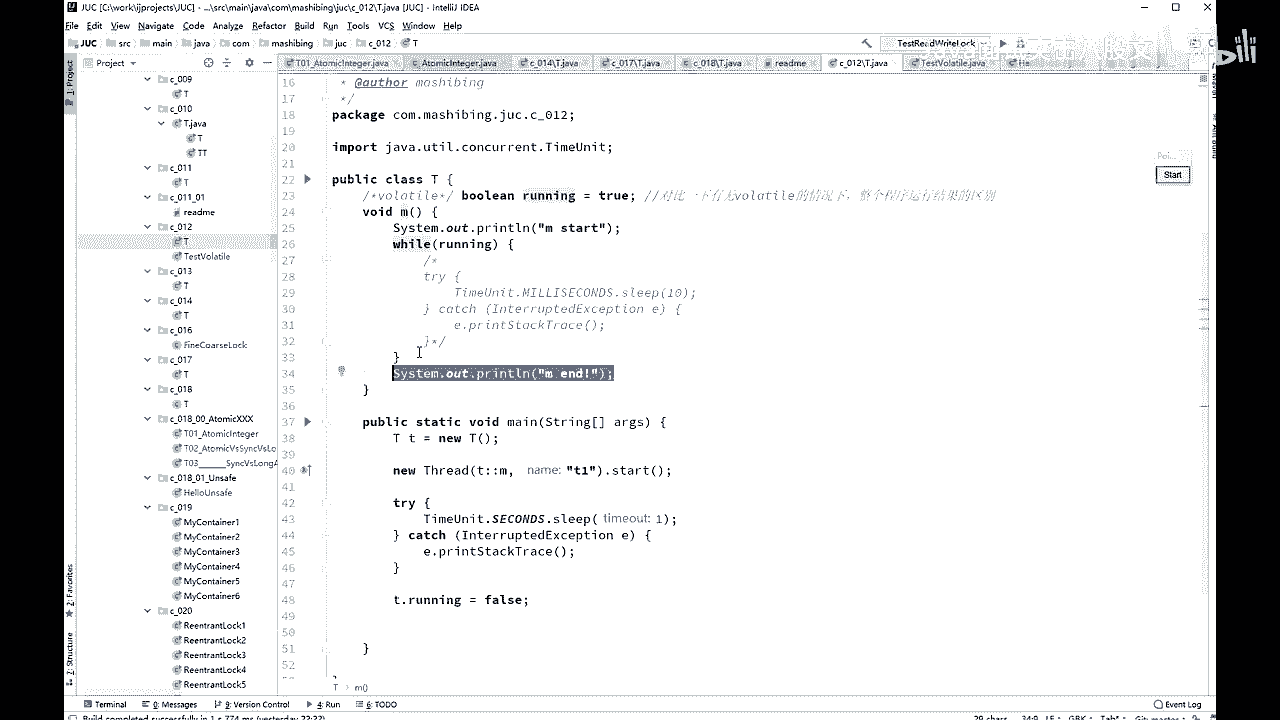 JUC [C:\work\ijprojects\JUC] - ...\src\main\java\com\mashibing\juc\c_012\T.java [JUC] - IntelliJ IDEA
File Edit View Navigate Code Analyze Refactor Build Run Tools VCS Window Help
JUC src main java com mashibing juc c_012 T
TestReadWriteLock
Project
T01_AtomicInteger.java AtomicInteger.java c_014\T.java c_017\T.java c_018\T.java readme c_012\T.java TestVolatile.java
1: Project
c_009
T
c_010
T.java
T
TT
c_011
T
c_011_01
readme
c_012
T
TestVolatile
c_013
T
c_014
T
c_016
FineCoarseLock
c_017
T
c_018
T
c_018_00_AtomicXXX
T01_AtomicInteger
T02_AtomicVsSyncVsLo
T03_____SyncVsLongA
c_018_01_Unsafe
HelloUnsafe
c_019
MyContainer1
MyContainer2
MyContainer3
MyContainer4
MyContainer5
MyContainer6
c_020
ReentrantLock1
ReentrantLock2
ReentrantLock3
ReentrantLock4
ReentrantLock5
2: Favorites
7: Structure
16 * @author mashibing
17 */
18 package com.mashibing.juc.c_012;
19
20 import java.util.concurrent.TimeUnit;
21
22 public class T {
23 /*volatile*/ boolean running = true; //对比一下有无volatile的情况下，整个程序运行结果的区别
24 void m() {
25 System.out.println("m start");
26 while(running) {
27 /*
28 try {
29 TimeUnit.MILLISECONDS.sleep(10);
30 } catch (InterruptedException e) {
31 e.printStackTrace();
32 }*/
33 }
34 System.out.println("m end!");
35 }
36
37 public static void main(String[] args) {
38 T t = new T();
39
40 new Thread(t::m, name: "t1").start();
41
42 try {
43 TimeUnit.SECONDS.sleep( timeout: 1);
44 } catch (InterruptedException e) {
45 e.printStackTrace();
46 }
47
48 t.running = false;
49
50
51 }
52
T › m()
Poi...
Start
Terminal 0: Messages 9: Version Control 4: Run 6: TODO
Event Log
Build completed successfully in 1 s 774 ms (yesterday 22:22)
29 chars